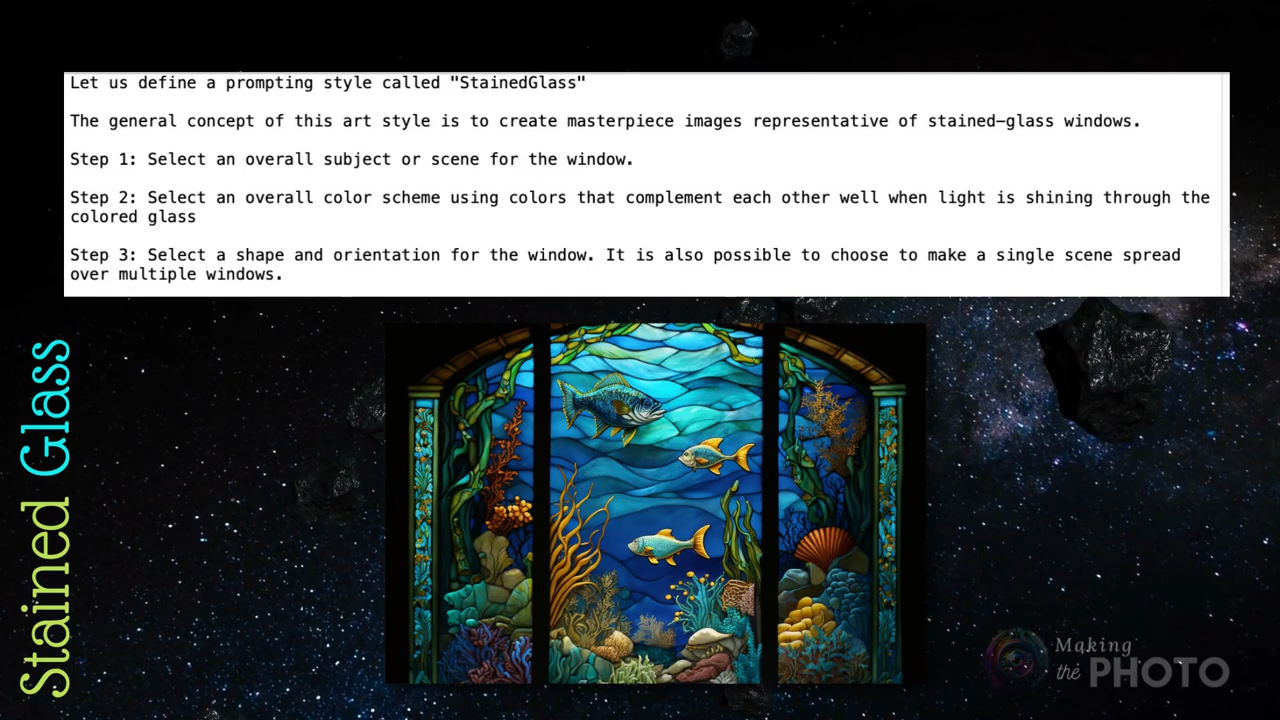 Let us define a prompting style called "StainedGlass"
The general concept of this art style is to create masterpiece images representative of stained-glass windows.
Step 1: Select an overall subject or scene for the window.
Step 2: Select an overall color scheme using colors that complement each other well when light is shining through the
colored glass
Step 3: Select a shape and orientation for the window. It is also possible to choose to make a single scene spread
over multiple windows.
Stained Glass
Making
the PHOTO